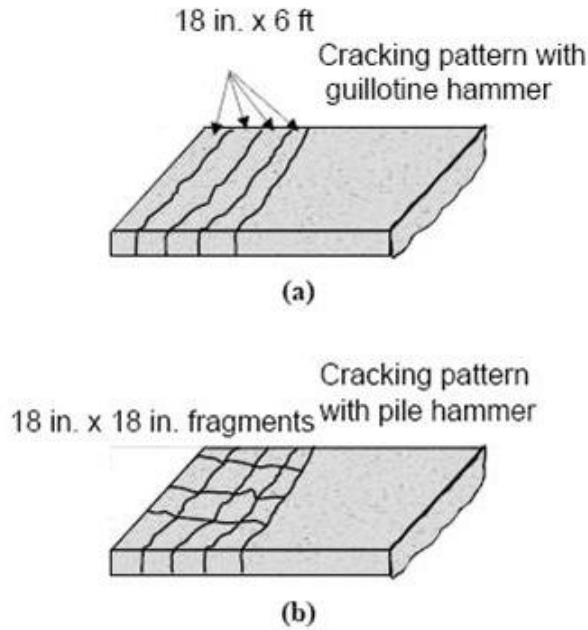 18 in. x 6 ft
Cracking pattern with
guillotine hammer
(a)
Cracking pattern
with pile hammer
18 in. x 18 in. fragments
(b)